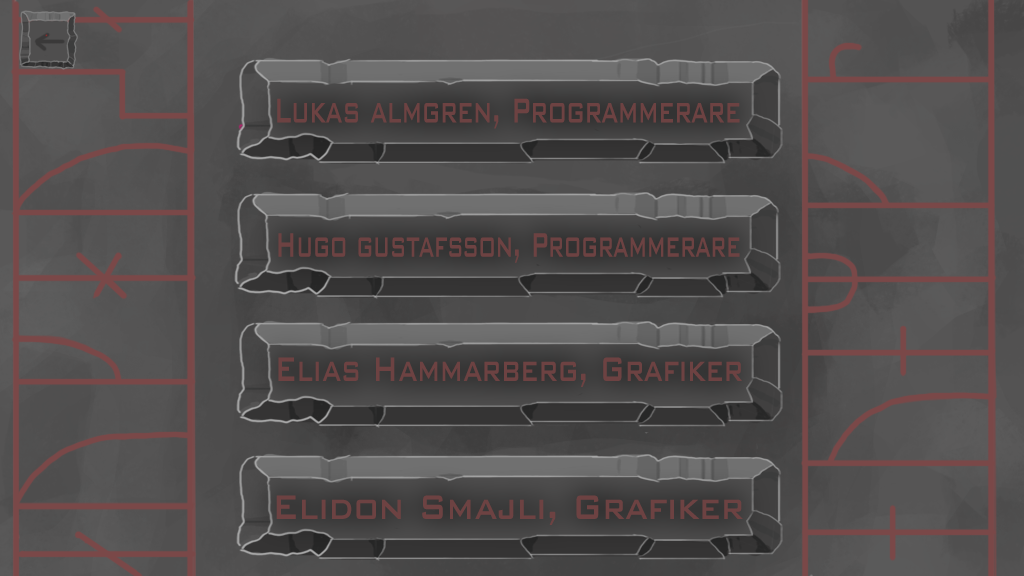 Lukas almgren, Programmerare
Hugo gustafsson, Programmerare
Elias Hammarberg, Grafiker
Elidon Smajli, Grafiker